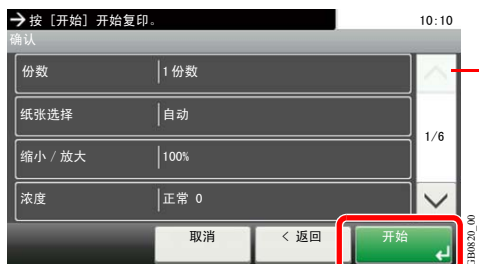 →按 [开始] 开始复印。 10:10
确认
份数 1 份数
纸张选择 自动
1/6
缩小 / 放大 100%
浓度 正常 0
取消 < 返回 开始
GB0820_00